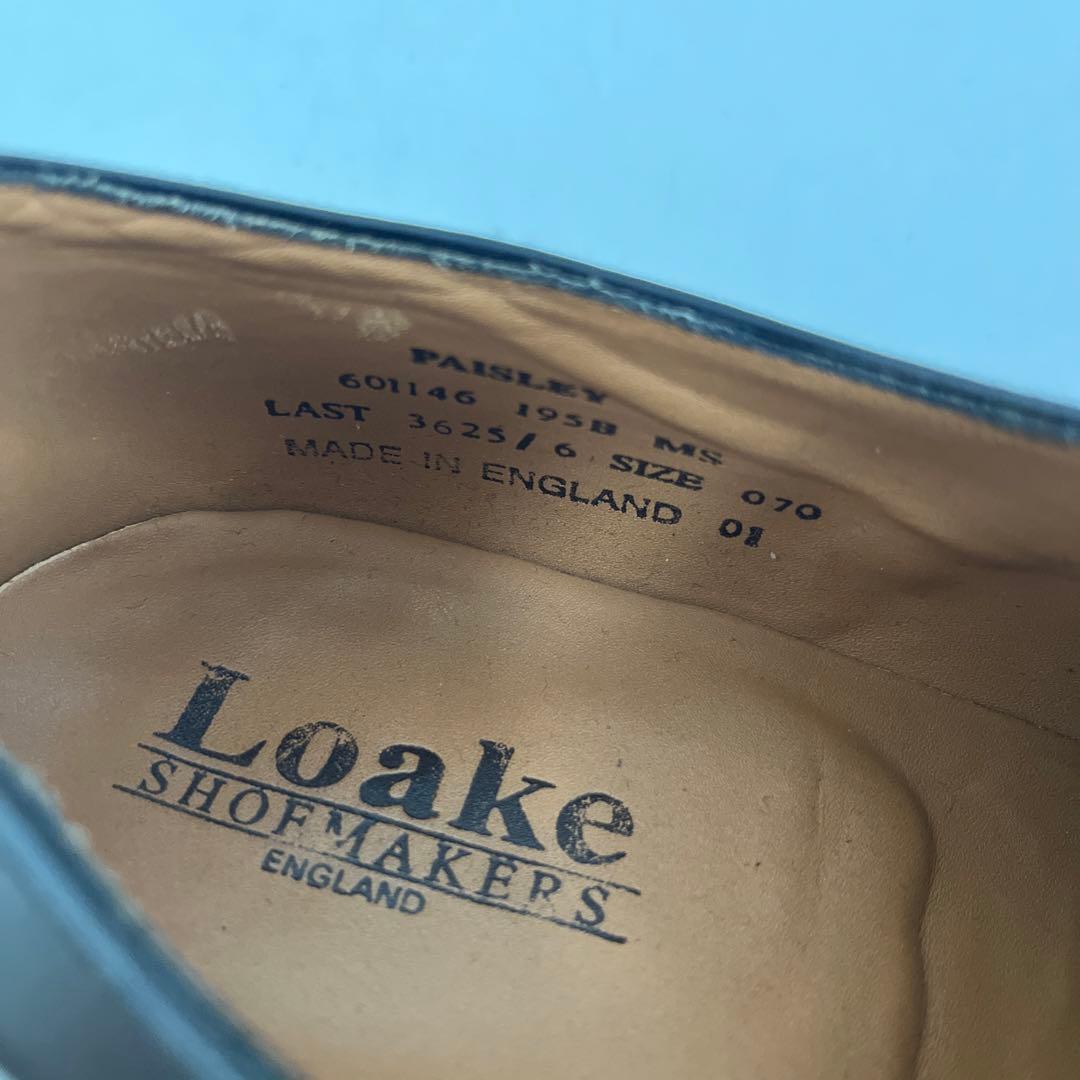 PAISLEY
601146 195B MS
LAST 3625/6 SIZE 070
MADE IN ENGLAND 01
Loake
SHOEMAKERS
ENGLAND